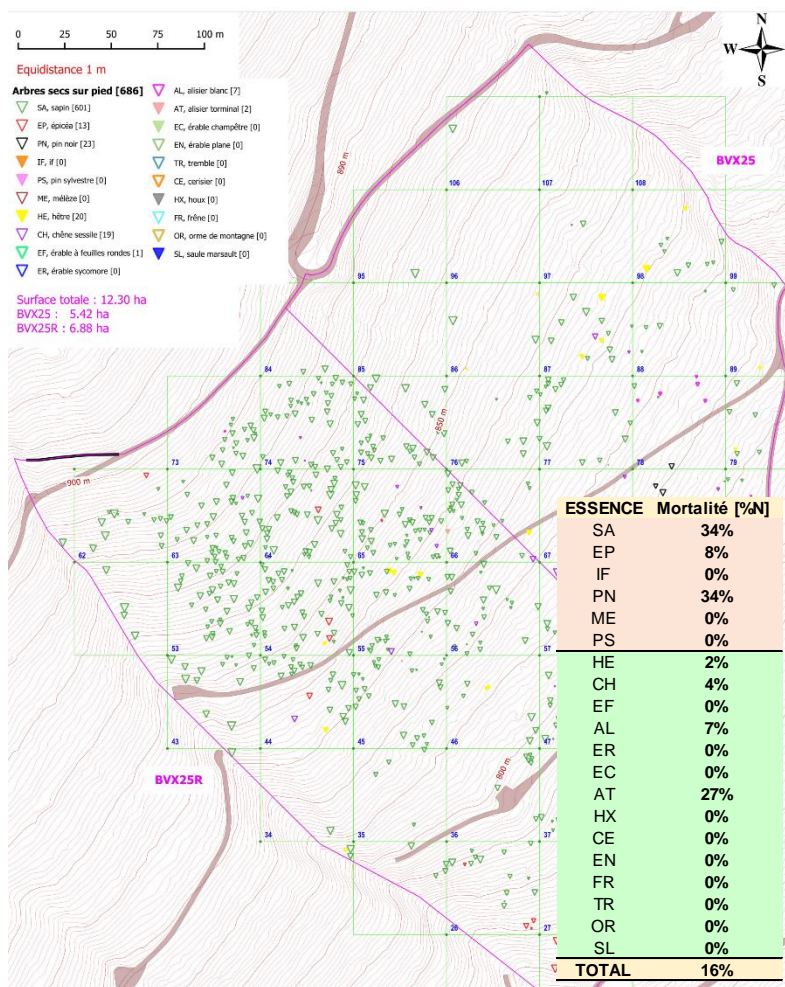 N
W E
S
0 25 50 75 100 m
Equidistance 1 m
Arbres secs sur pied [686]
SA, sapin [601]
EP, épicéa [13]
PN, pin noir [23]
IF, if [0]
PS, pin sylvestre [0]
ME, mélèze [0]
HE, hêtre [20]
CH, chêne sessile [19]
EF, érable à feuilles rondes [1]
ER, érable sycomore [0]
AL, alisier blanc [7]
AT, alisier torminal [2]
EC, érable champêtre [0]
EN, érable plane [0]
TR, tremble [0]
CE, cerisier [0]
HX, houx [0]
FR, frêne [0]
OR, orme de montagne [0]
SL, saule marsault [0]
Surface totale : 12.30 ha
BVX25 : 5.42 ha
BVX25R : 6.88 ha
890 m
BVX25
106 107 108
95 96 97 98 99
84 85 86 87 88 89
850 m
73 74 75 76 77 78 79
900 m
62 63 64 65 66 67
53 54 55 56 57
43 44 45 46 47
BVX25R
800 m
34 35 36 37
26 27
ESSENCE Mortalité [%N]
SA 34%
EP 8%
IF 0%
PN 34%
ME 0%
PS 0%
HE 2%
CH 4%
EF 0%
AL 7%
ER 0%
EC 0%
AT 27%
HX 0%
CE 0%
EN 0%
FR 0%
TR 0%
OR 0%
SL 0%
TOTAL 16%